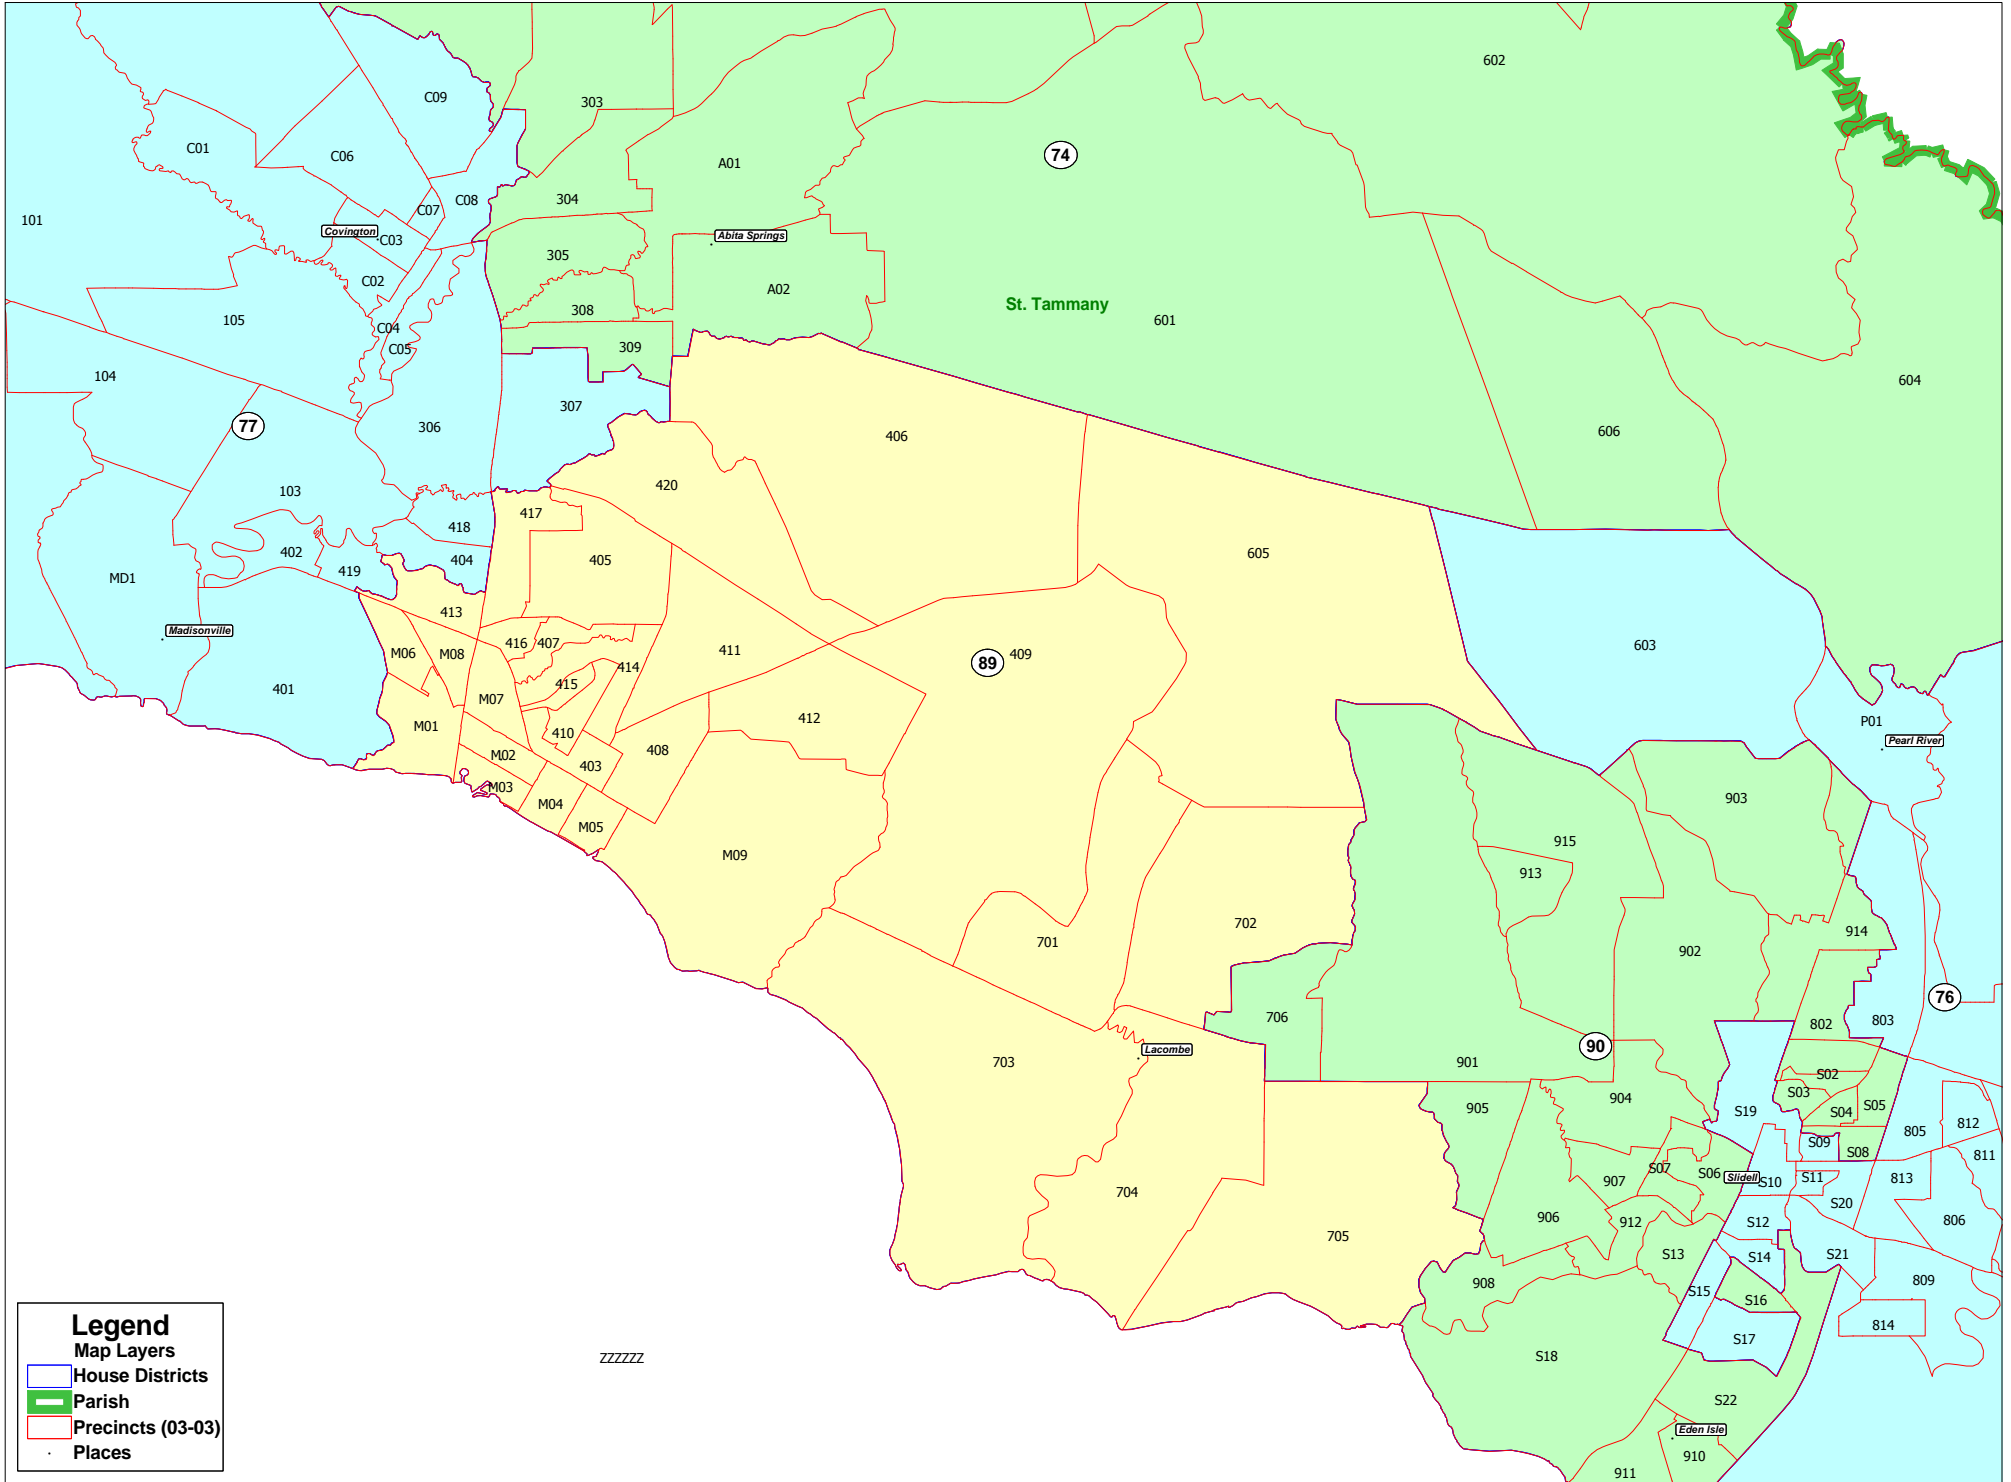 602
C09
303
C01
C06
A01
74
C08
304
C07
101
Covington
C03
Abita Springs
305
C02
A02
St. Tammany
308
105
601
C04
C05
309
104
604
307
77
306
406
606
420
103
417
418
402
404
405
605
419
MD1
413
Madisonville
416
407
603
M06
M08
411
89
409
414
415
401
M07
412
P01
M01
410
Pearl River
408
M02
403
M03
903
M04
M05
915
M09
913
702
914
902
701
76
706
802
803
90
Lacombe
703
901
S02
S03
904
905
S19
S04
S05
805
812
S09
S08
811
S07
S06
907
Slidell
S10
S11
813
704
S20
906
912
S12
806
705
S13
S14
S21
908
809
S15
S16
814
S17
S18
ZZZZZZ
S22
Eden Isle
910
911
Legend
Map Layers
House Districts
Parish
Precincts (03-03)
Places